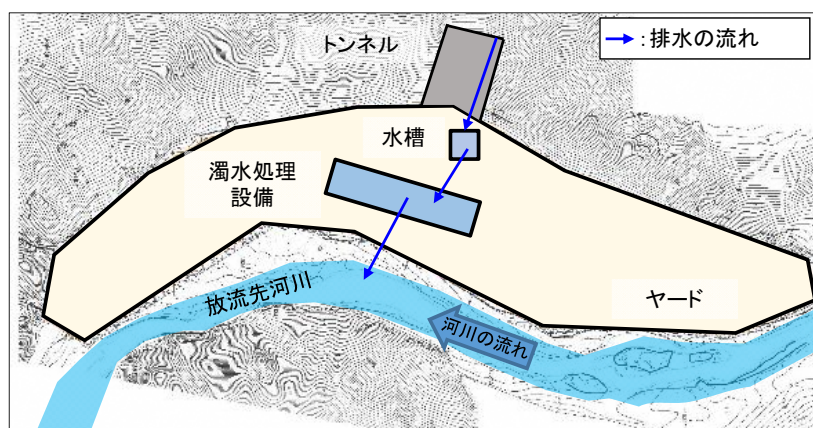 トンネル
:排水の流れ
水槽
濁水処理
設備
放流先河川
ヤード
河川の流れ